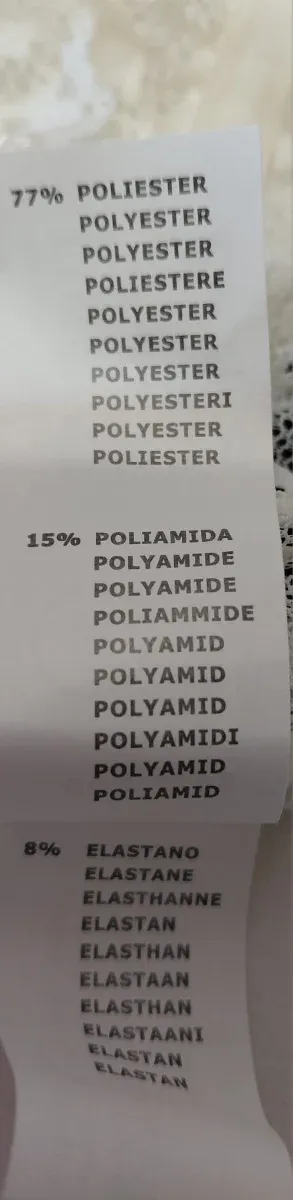 77% POLIESTER
POLYESTER
POLYESTER
POLIESTERE
POLYESTER
POLYESTER
POLYESTER
POLYESTERI
POLYESTER
POLIESTER
15% POLIAMIDA
POLYAMIDE
POLYAMIDE
POLIAMMIDE
POLYAMID
POLYAMID
POLYAMID
POLYAMIDI
POLYAMID
POLIAMID
8% ELASTANO
ELASTANE
ELASTHANNE
ELASTAN
ELASTHAN
ELASTAAN
ELASTHAN
ELASTAANI
ELASTAN
ELASTAN